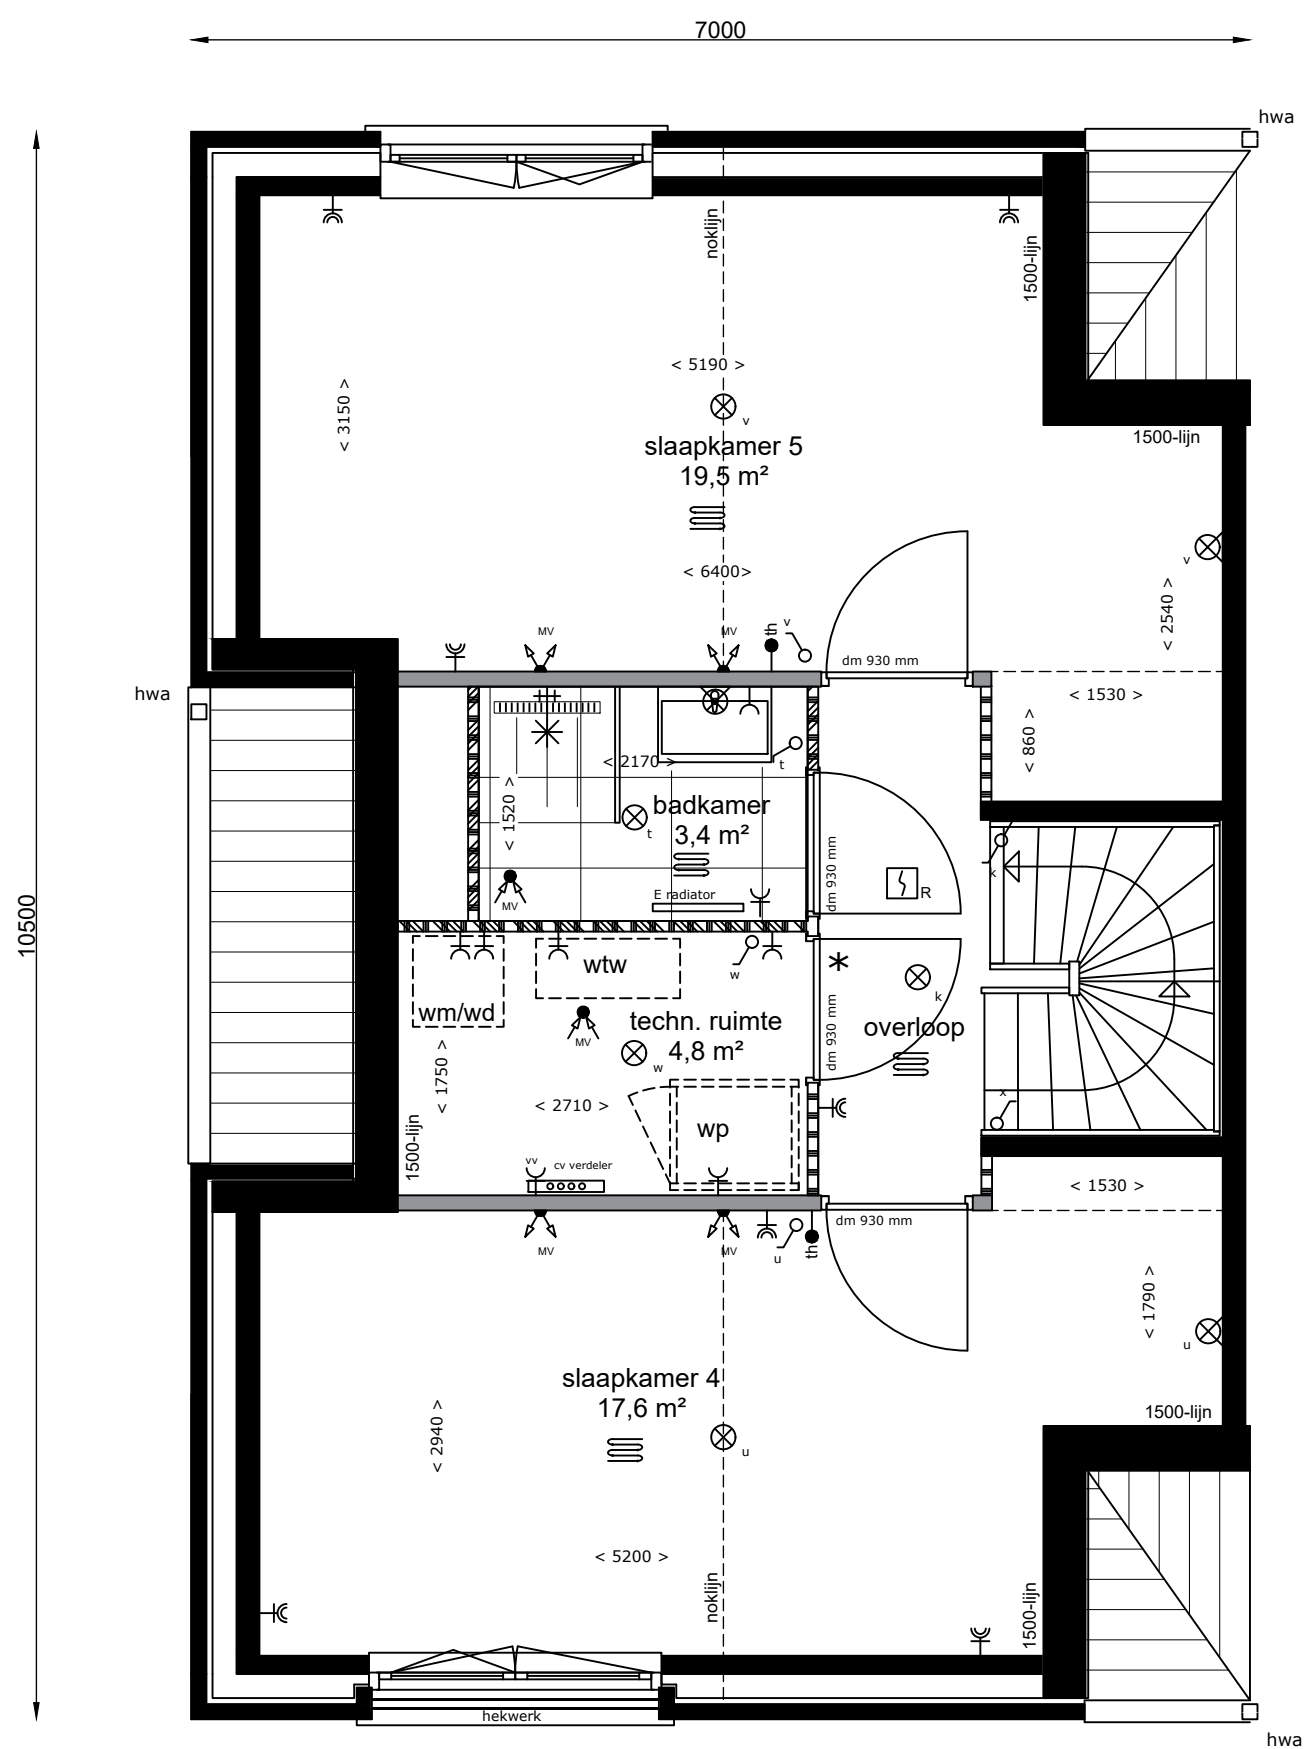 7000
hwa
noklijn
1500-lijn
< 5190 >
< 3150 >
v
slaapkamer 5
19,5 m²
1500-lijn
v
< 6400>
< 2540 >
MV
MV
th
v
dm 930 mm
hwa
< 1530 >
< 860 >
< 2170 >
t
< 1520 >
badkamer
3,4 m²
t
dm 930 mm
k
R
E radiator
MV
10500
wtw
w
*
k
wm/wd
techn. ruimte
4,8 m²
overloop
MV
w
dm 930 mm
< 1750 >
x
< 2710 >
wp
1500-lijn
vv
cv verdeler
< 1530 >
dm 930 mm
MV
MV
u
th
< 1790 >
u
slaapkamer 4
17,6 m²
1500-lijn
< 2940 >
u
< 5200 >
noklijn
1500-lijn
hekwerk
hwa